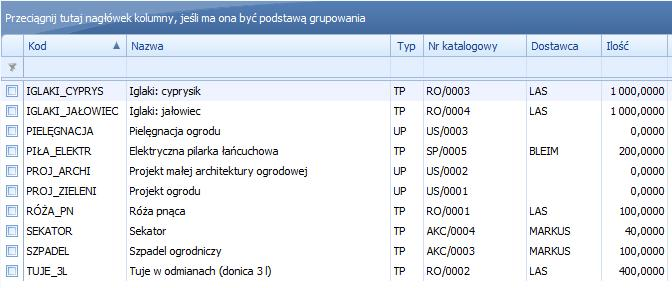 Przeciągnij tutaj nagłówek kolumny, jeśli ma ona być podstawą grupowania
Kod Nazwa Typ Nr katalogowy Dostawca Ilość
IGLAKI_CYPRYS Iglaki: cyprysik TP RO/0003 LAS 1 000,0000
IGLAKI_JAŁOWIEC Iglaki: jałowiec TP RO/0004 LAS 1 000,0000
PIELĘGNACJA Pielęgnacja ogrodu UP US/0003 0,0000
PIŁA_ELEKTR Elektryczna pilarka łańcuchowa TP SP/0005 BLEIM 200,0000
PROJ_ARCHI Projekt małej architektury ogrodowej UP US/0002 0,0000
PROJ_ZIELENI Projekt ogrodu UP US/0001 0,0000
RÓŻA_PN Róża pnąca TP RO/0001 LAS 100,0000
SEKATOR Sekator TP AKC/0004 MARKUS 40,0000
SZPADEL Szpadel ogrodniczy TP AKC/0003 MARKUS 100,0000
TUJE_3L Tuje w odmianach (donica 3 l) TP RO/0002 LAS 400,0000